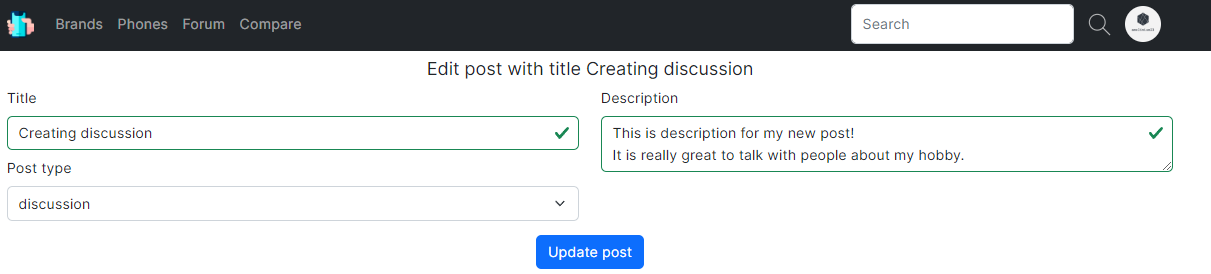 Brands Phones Forum Compare Search
Edit post with title Creating discussion
Title
Creating discussion
Post type
discussion
Description
This is description for my new post!
It is really great to talk with people about my hobby.
Update post